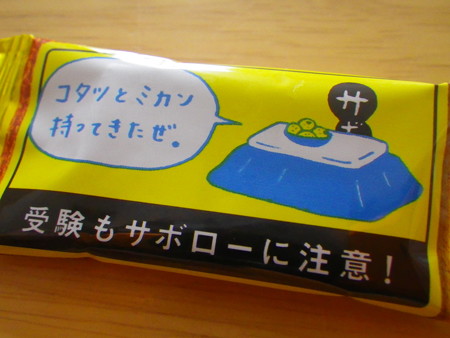 コタツとミカン
持ってきたぜ。
サ
受験もサボローに注意！